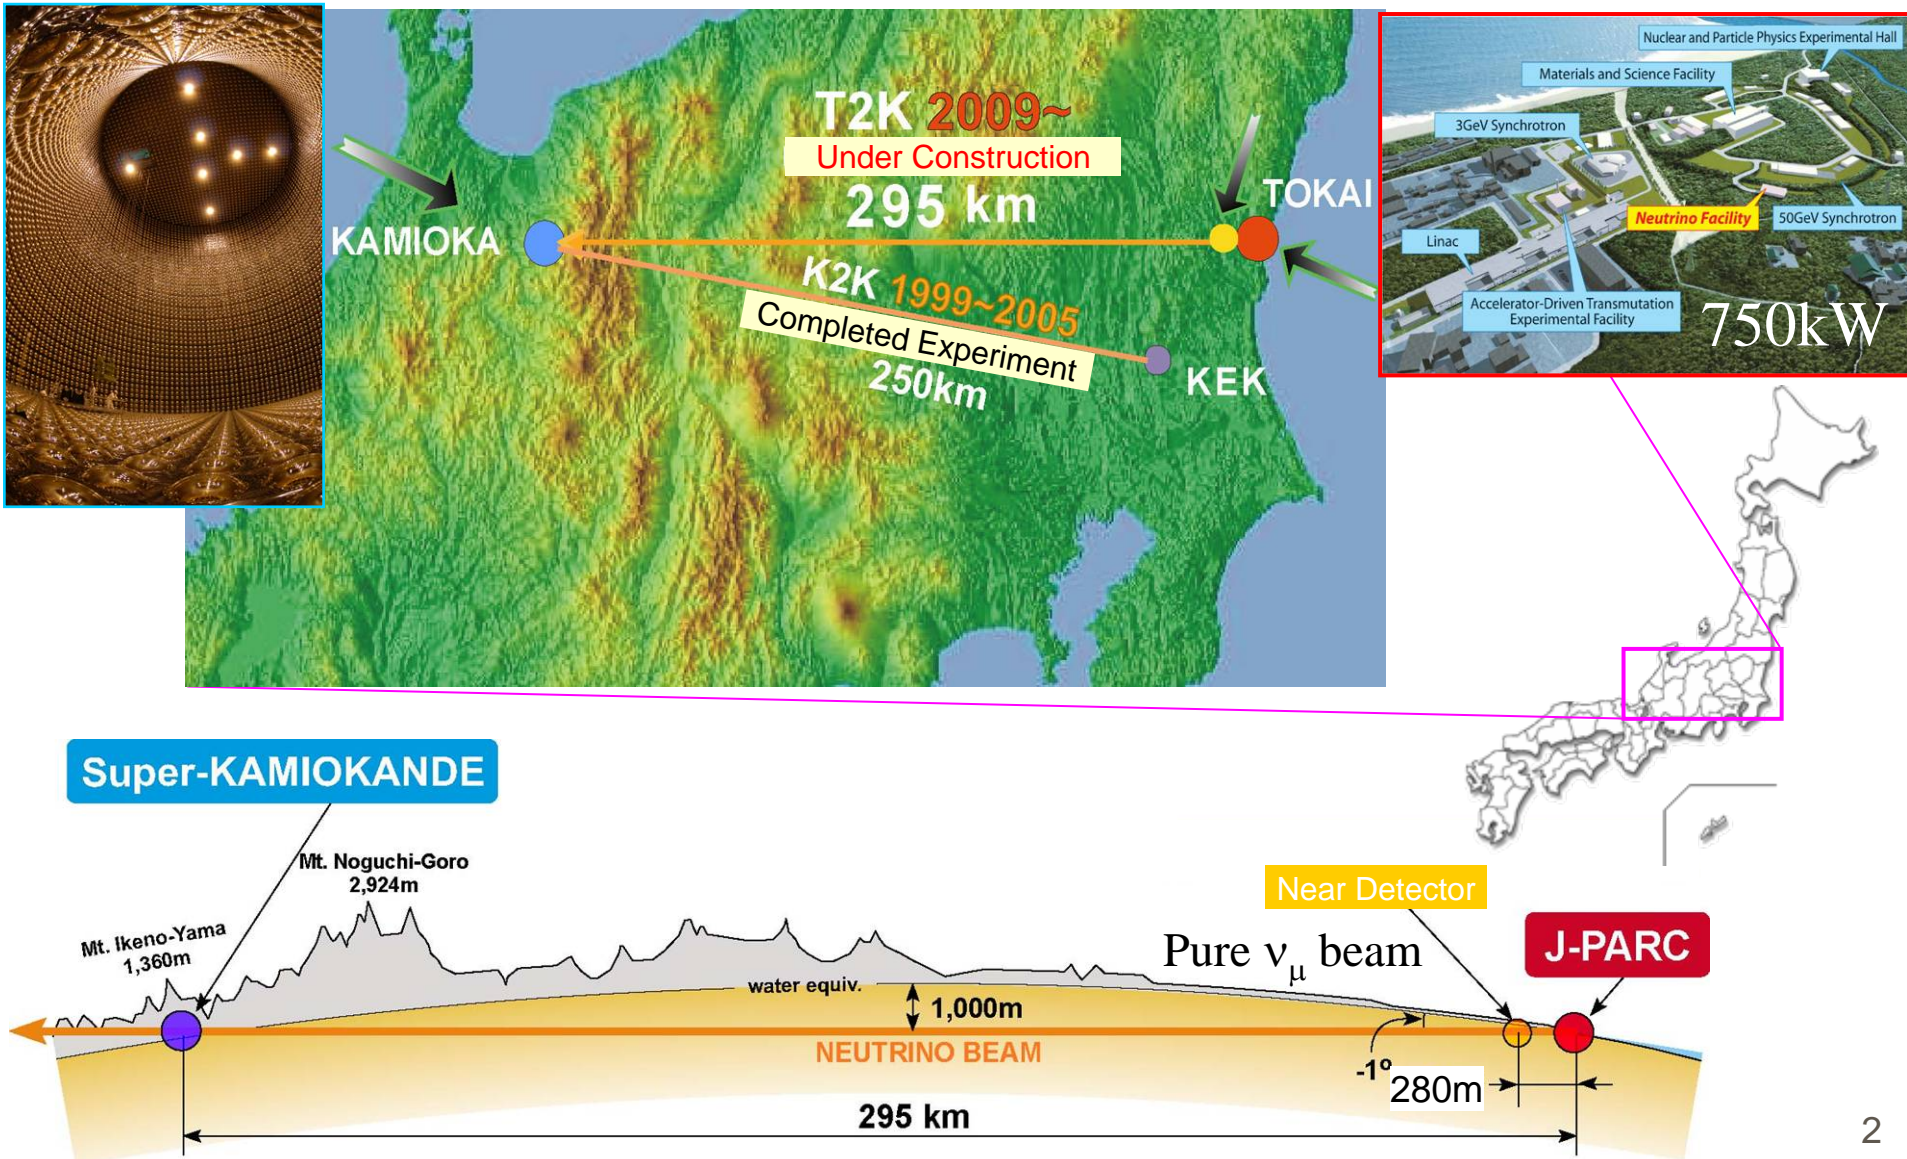 T2K 2009~
Under Construction
295 km
TOKAI
KAMIOKA
K2K 1999~2005
Completed Experiment
250km
KEK
Nuclear and Particle Physics Experimental Hall
Materials and Science Facility
3GeV Synchrotron
Neutrino Facility
50GeV Synchrotron
Linac
Accelerator-Driven Transmutation
Experimental Facility
750kW
Super-KAMIOKANDE
Mt. Noguchi-Goro
2,924m
Mt. Ikeno-Yama
1,360m
Near Detector
J-PARC
Pure νμ beam
water equiv.
1,000m
NEUTRINO BEAM
-1º
280m
295 km
2